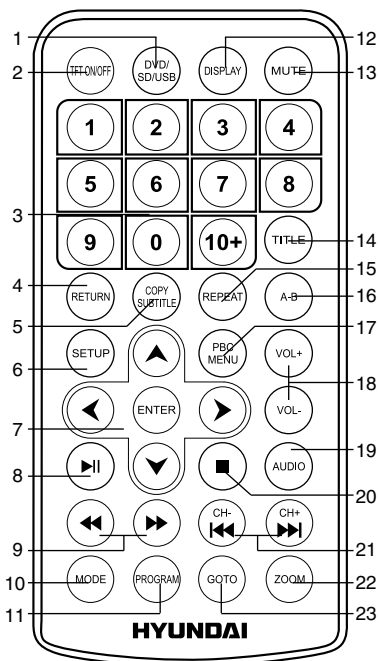 1
12
2
TFT ON/OFF
DVD/
SD/USB
DISPLAY
MUTE
13
1
2
3
4
5
6
7
8
3
9
0
10+
TITLE
14
4
15
RETURN
COPY
SUBTITLE
REPEAT
A-B
16
5
17
SETUP
PBC
MENU
VOL+
6
18
ENTER
VOL-
7
19
8
AUDIO
20
CH-
CH+
9
21
10
MODE
PROGRAM
GOTO
ZOOM
22
11
23
HYUNDAI